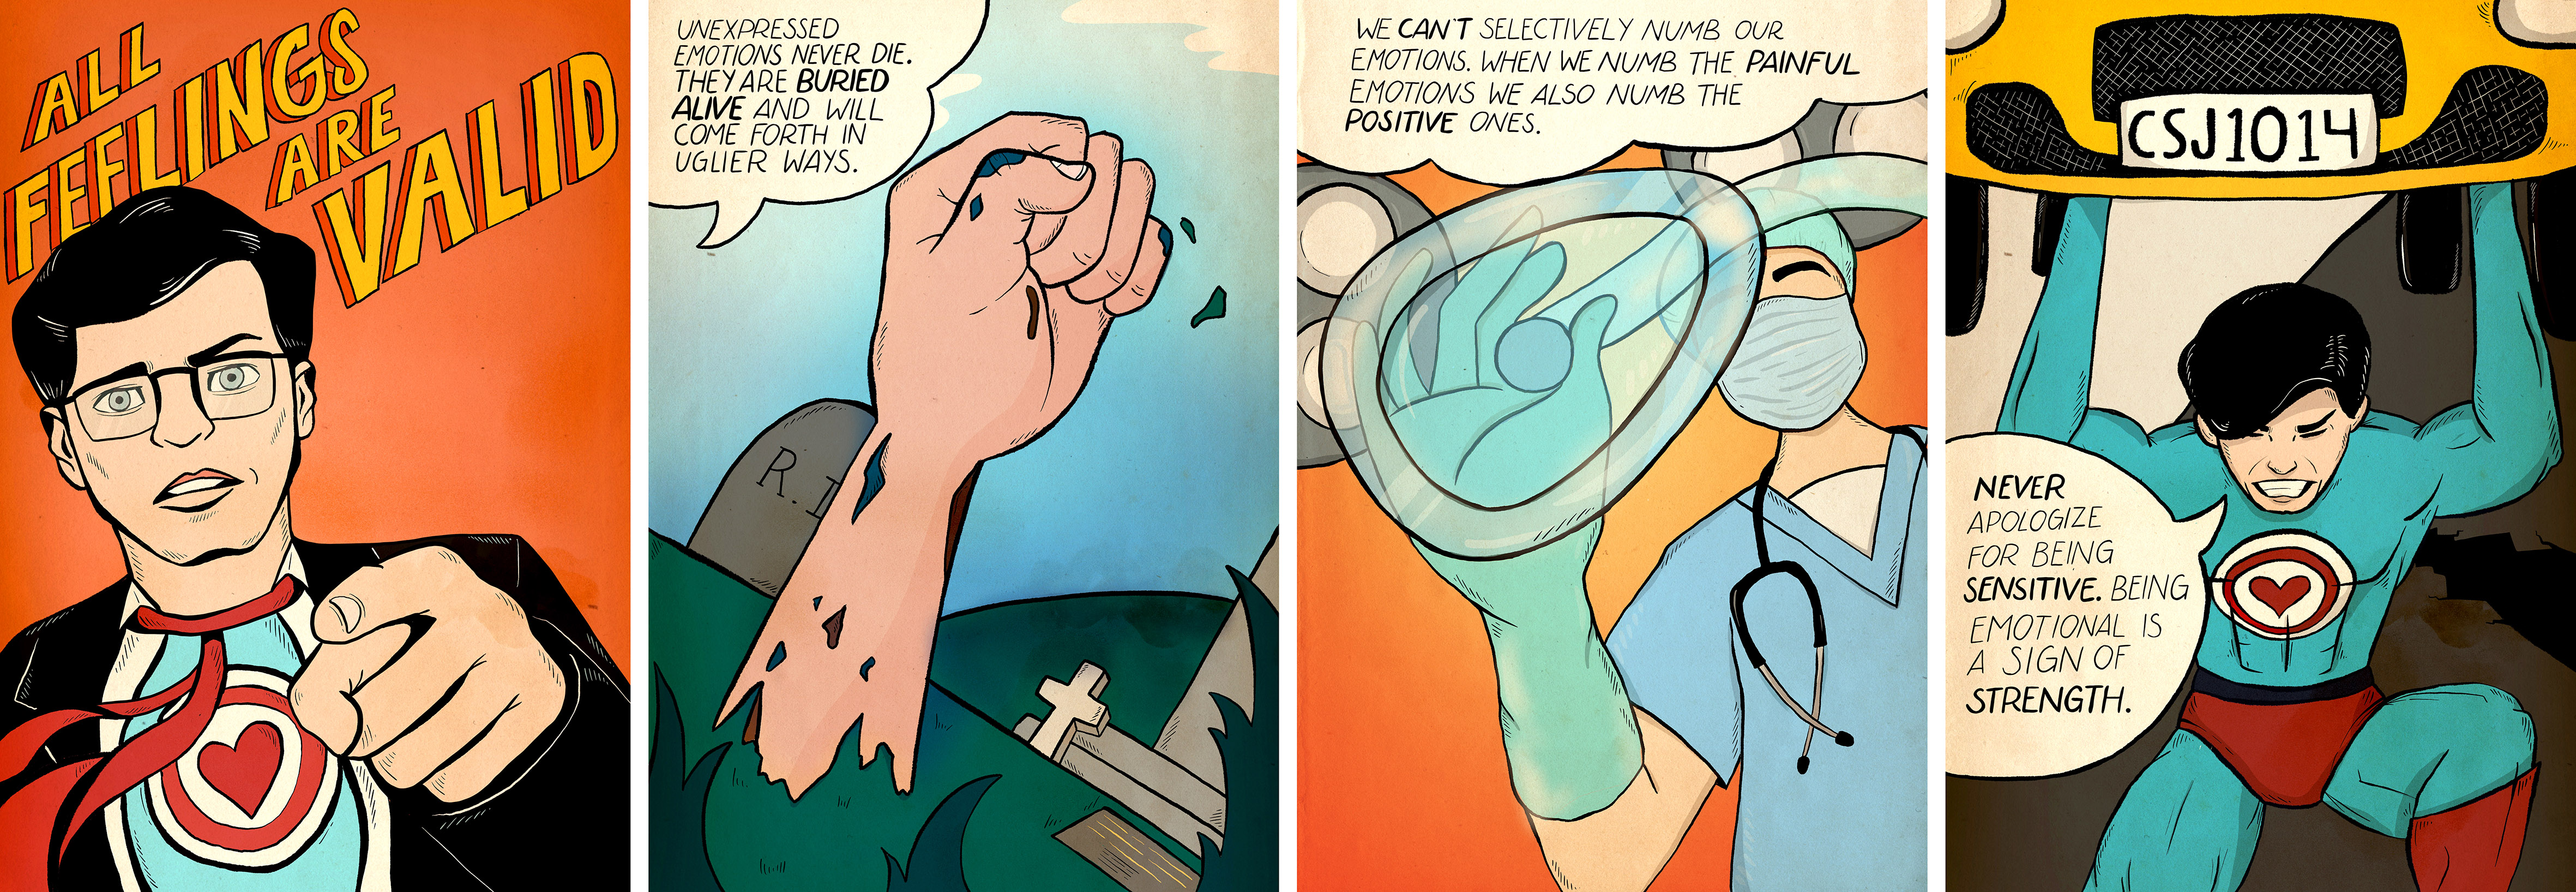 ALL
FEELINGS
ARE
VALID
UNEXPRESSED
EMOTIONS NEVER DIE.
THEY ARE BURIED
ALIVE AND WILL
COME FORTH IN
UGLIER WAYS.
R.I
WE CAN'T SELECTIVELY NUMB OUR
EMOTIONS. WHEN WE NUMB THE PAINFUL
EMOTIONS WE ALSO NUMB THE
POSITIVE ONES.
CSJ1014
NEVER
APOLOGIZE
FOR BEING
SENSITIVE. BEING
EMOTIONAL IS
A SIGN OF
STRENGTH.